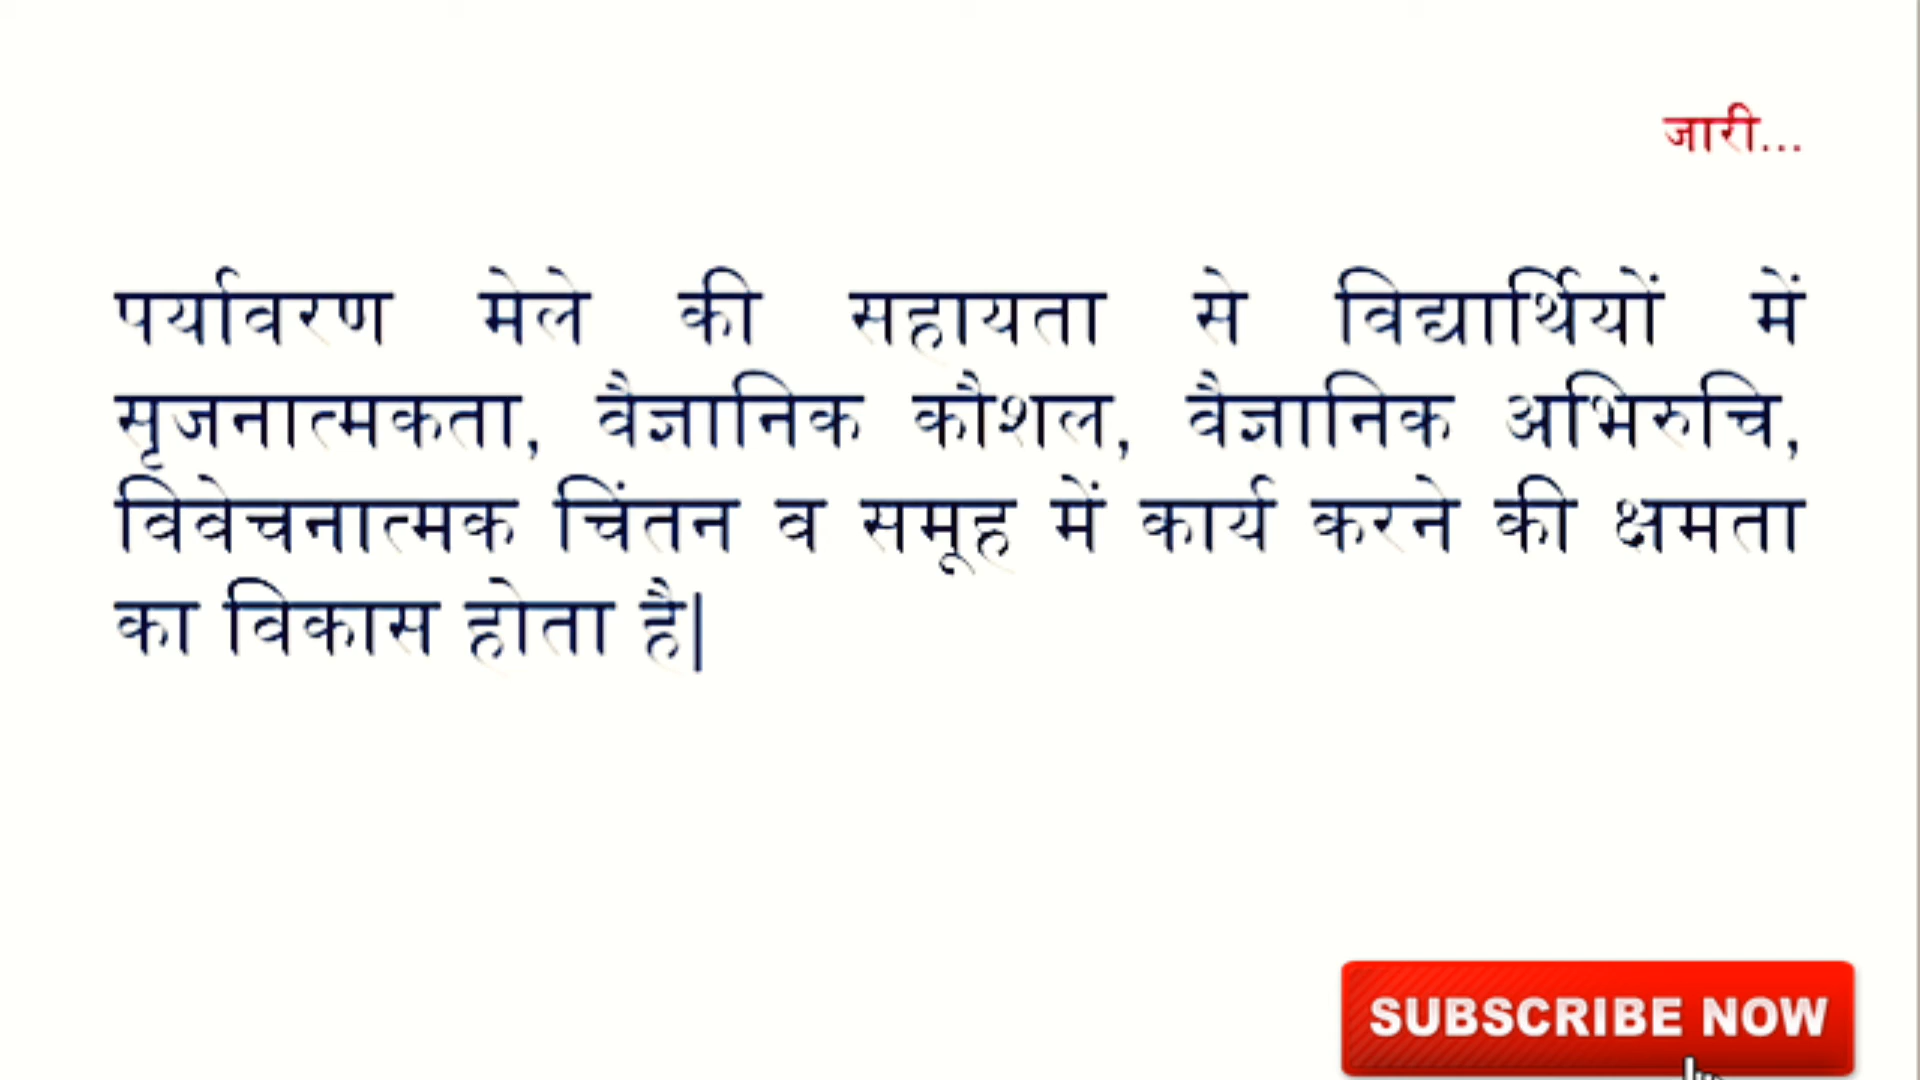 जारी...
पर्यावरण मेले की सहायता से विद्यार्थियों में
सृजनात्मकता, वैज्ञानिक कौशल, वैज्ञानिक अभिरुचि,
विवेचनात्मक चिंतन व समूह में कार्य करने की क्षमता
का विकास होता है|
SUBSCRIBE NOW